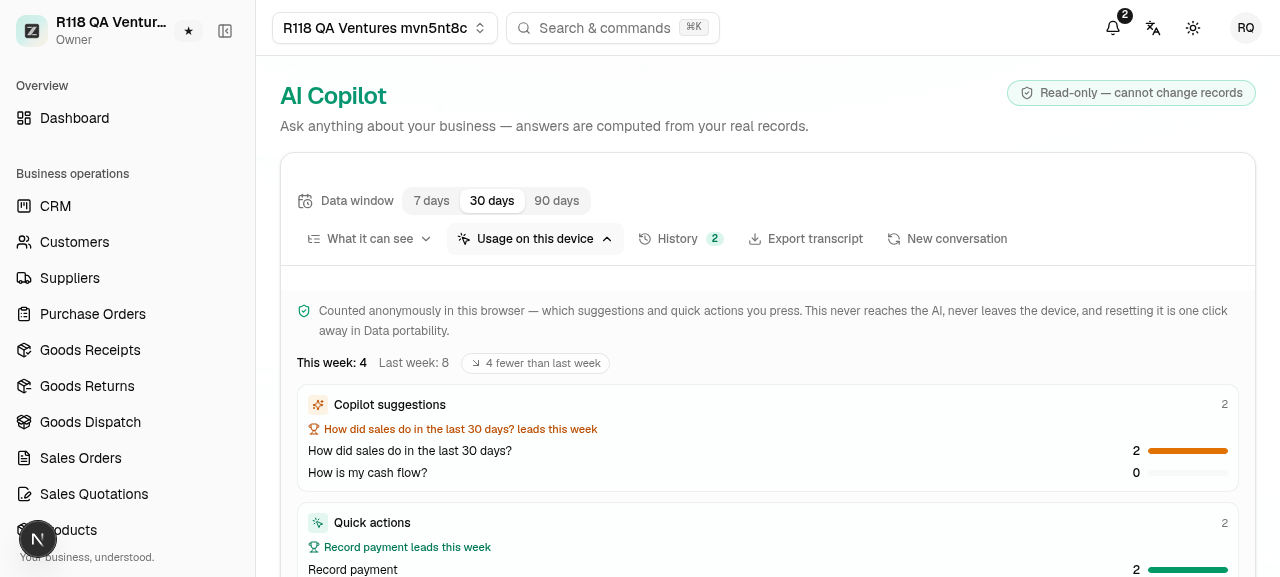 R118 QA Ventur...
Owner
Overview
Dashboard
Business operations
CRM
Customers
Suppliers
Purchase Orders
Goods Receipts
Goods Returns
Goods Dispatch
Sales Orders
Sales Quotations
oducts
N
Your business, understood.
R118 QA Ventures mvn5nt8c
Search & commands
⌘K
2
RQ
AI Copilot
Read-only — cannot change records
Ask anything about your business — answers are computed from your real records.
Data window 7 days 30 days 90 days
What it can see Usage on this device History 2 Export transcript New conversation
Counted anonymously in this browser — which suggestions and quick actions you press. This never reaches the AI, never leaves the device, and resetting it is one click
away in Data portability.
This week: 4 Last week: 8 4 fewer than last week
Copilot suggestions 2
How did sales do in the last 30 days? leads this week
How did sales do in the last 30 days? 2
How is my cash flow? 0
Quick actions 2
Record payment leads this week
Record payment 2